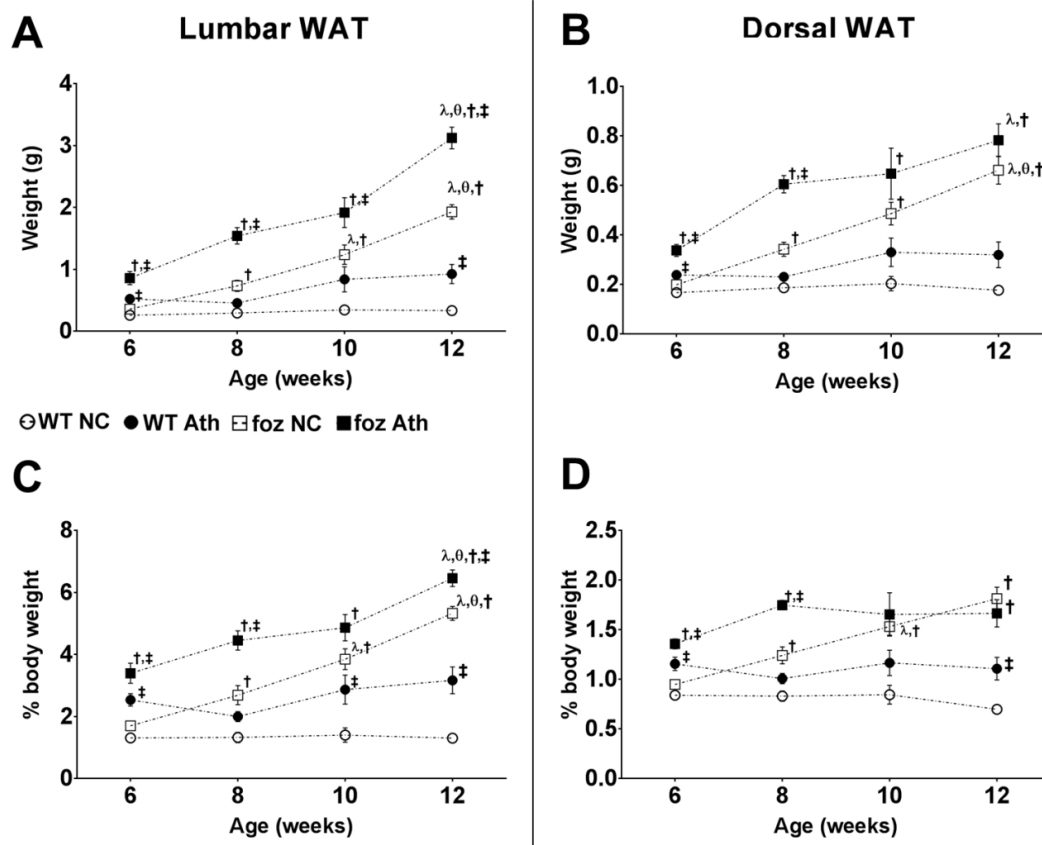 A
Lumbar WAT
4
3
2
1
0
Weight (g)
6 8 10 12
Age (weeks)
†,‡
‡
†,‡
†
†,‡
λ,†
λ,θ,†,‡
λ,θ,†
‡
B
Dorsal WAT
1.0
0.8
0.6
0.4
0.2
0.0
Weight (g)
6 8 10 12
Age (weeks)
†,‡
‡
†,‡
†
†
†
λ,†
λ,θ,†
WT NC WT Ath foz NC foz Ath
C
8
6
4
2
0
% body weight
6 8 10 12
Age (weeks)
†,‡
‡
†,‡
†
†
λ,†
‡
λ,θ,†,‡
λ,θ,†
‡
D
2.5
2.0
1.5
1.0
0.5
0.0
% body weight
6 8 10 12
Age (weeks)
†,‡
‡
†,‡
†
λ,†
†
†
‡